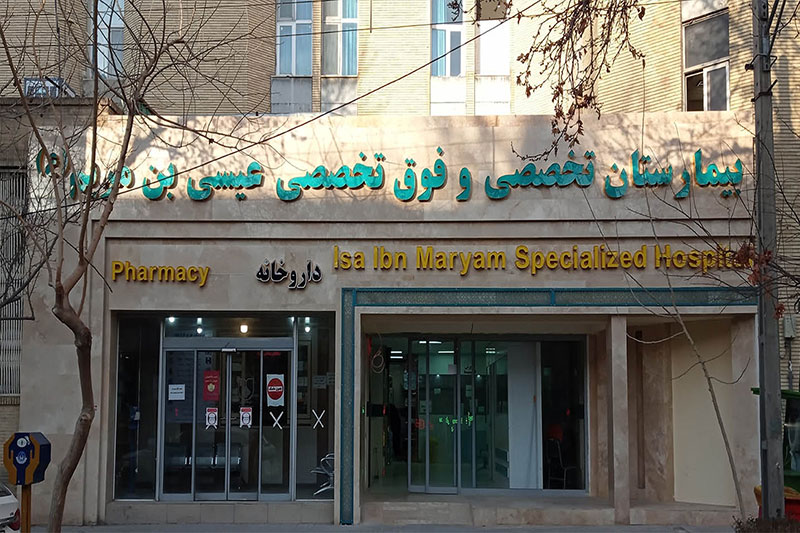 بیمارستان تخصصی و فوق تخصصی عیسی بن مریم (ع)
Isa Ibn Maryam Specialized Hospital
Pharmacy داروخانه